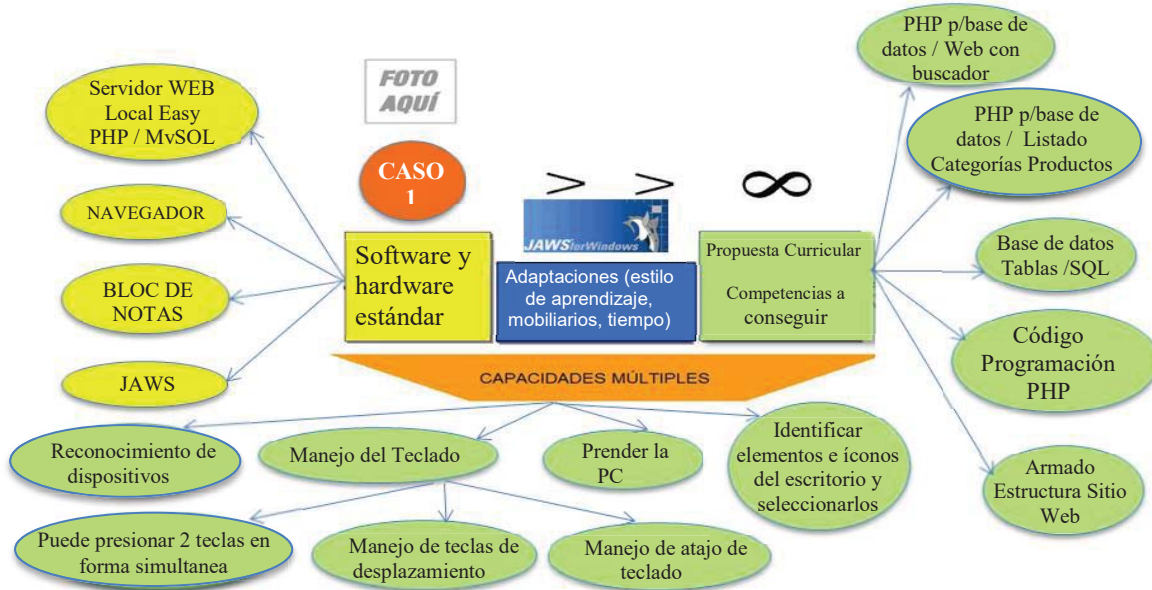 PHP p/base de
datos / Web con
buscador
Servidor WEB
Local Easy
PHP / MvSOL
FOTO
AQUÍ
PHP p/base de
datos / Listado
Categorías Productos
CASO
1
> >
∞
NAVEGADOR
JAWSforWindows
Software y
hardware
estándar
Adaptaciones (estilo
de aprendizaje,
mobiliarios, tiempo)
Propuesta Curricular
Competencias a
conseguir
Base de datos
Tablas /SQL
BLOC DE
NOTAS
Código
Programación
PHP
JAWS
CAPACIDADES MÚLTIPLES
Reconocimiento de
dispositivos
Manejo del Teclado
Prender la
PC
Identificar
elementos e íconos
del escritorio y
seleccionarlos
Armado
Estructura Sitio
Web
Puede presionar 2 teclas en
forma simultanea
Manejo de teclas de
desplazamiento
Manejo de atajo de
teclado